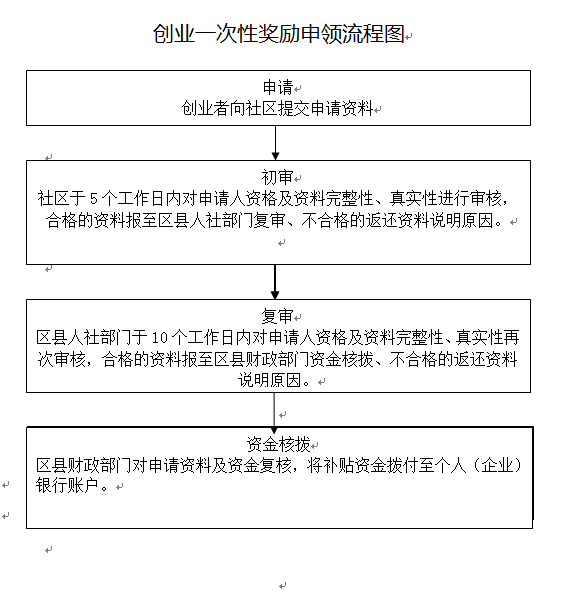 创业一次性奖励申领流程图
申请
创业者向社区提交申请资料
初审
社区于5个工作日内对申请人资格及资料完整性、真实性进行审核，
合格的资料报至区县人社部门复审、不合格的返还资料说明原因。
复审
区县人社部门于10个工作日内对申请人资格及资料完整性、真实性再
次审核，合格的资料报至区县财政部门资金核拨、不合格的返还资料
说明原因。
资金核拨
区县财政部门对申请资料及资金复核，将补贴资金拨付至个人（企业）
银行账户。